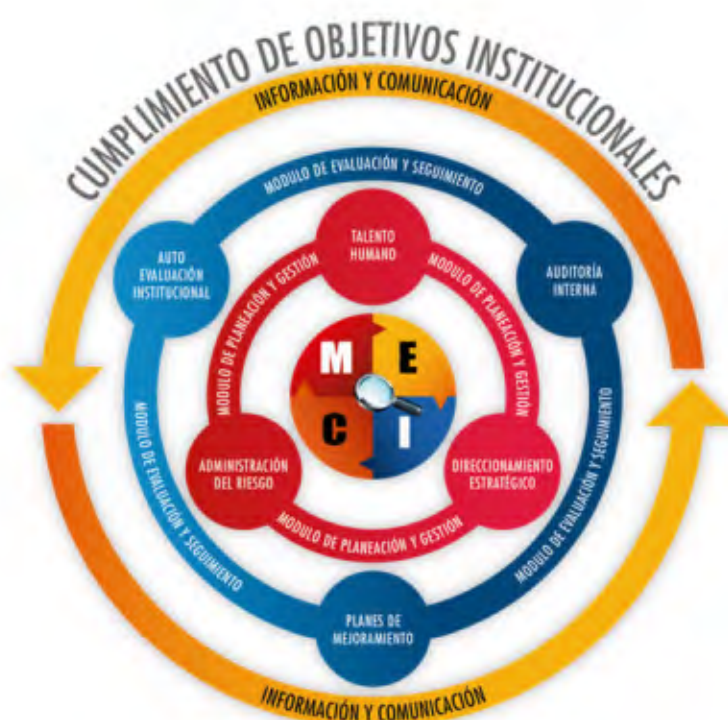 CUMPLIMIENTO DE OBJETIVOS INSTITUCIONALES
INFORMACIÓN Y COMUNICACIÓN
MODULO DE EVALUACIÓN Y SEGUIMIENTO
TALENTO
HUMANO
AUTO
EVALUACIÓN
INSTITUCIONAL
AUDITORÍA
INTERNA
MODULO DE PLANEACIÓN Y GESTIÓN
MODULO DE PLANEACIÓN Y GESTIÓN
M E
C I
MODULO DE EVALUACIÓN Y SEGUIMIENTO
MODULO DE EVALUACIÓN Y SEGUIMIENTO
ADMINISTRACIÓN
DEL RIESGO
DIRECCIONAMIENTO
ESTRATÉGICO
MODULO DE PLANEACIÓN Y GESTIÓN
PLANES DE
MEJORAMIENTO
INFORMACIÓN Y COMUNICACIÓN